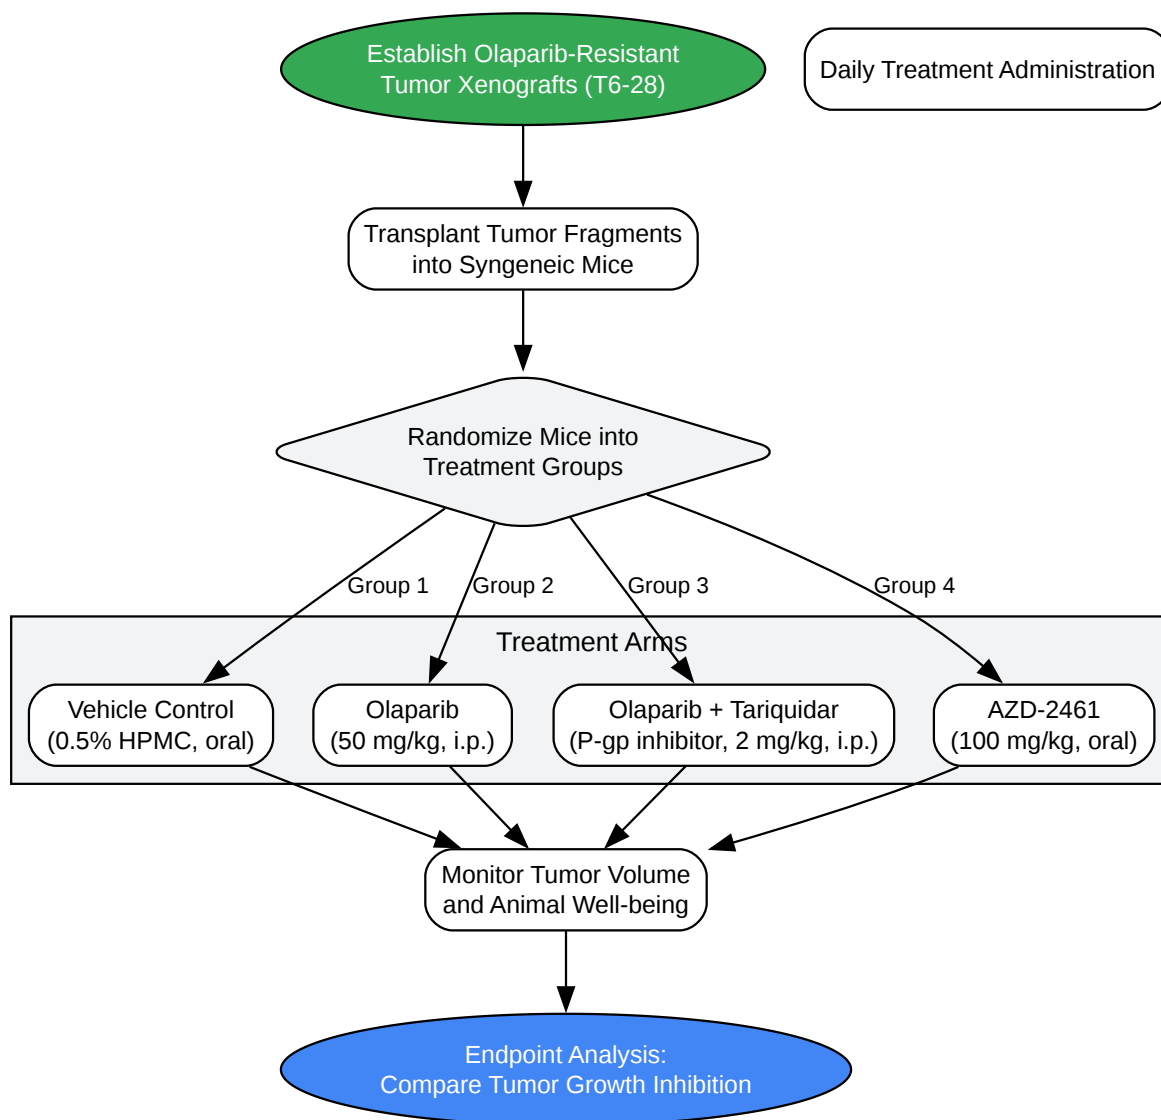 Establish Olaparib-Resistant
Tumor Xenografts (T6-28)
Daily Treatment Administration
Transplant Tumor Fragments
into Syngeneic Mice
Randomize Mice into
Treatment Groups
Group 1
Group 2
Group 3
Group 4
Treatment Arms
Vehicle Control
(0.5% HPMC, oral)
Olaparib
(50 mg/kg, i.p.)
Olaparib + Tariquidar
(P-gp inhibitor, 2 mg/kg, i.p.)
AZD-2461
(100 mg/kg, oral)
Monitor Tumor Volume
and Animal Well-being
Endpoint Analysis:
Compare Tumor Growth Inhibition